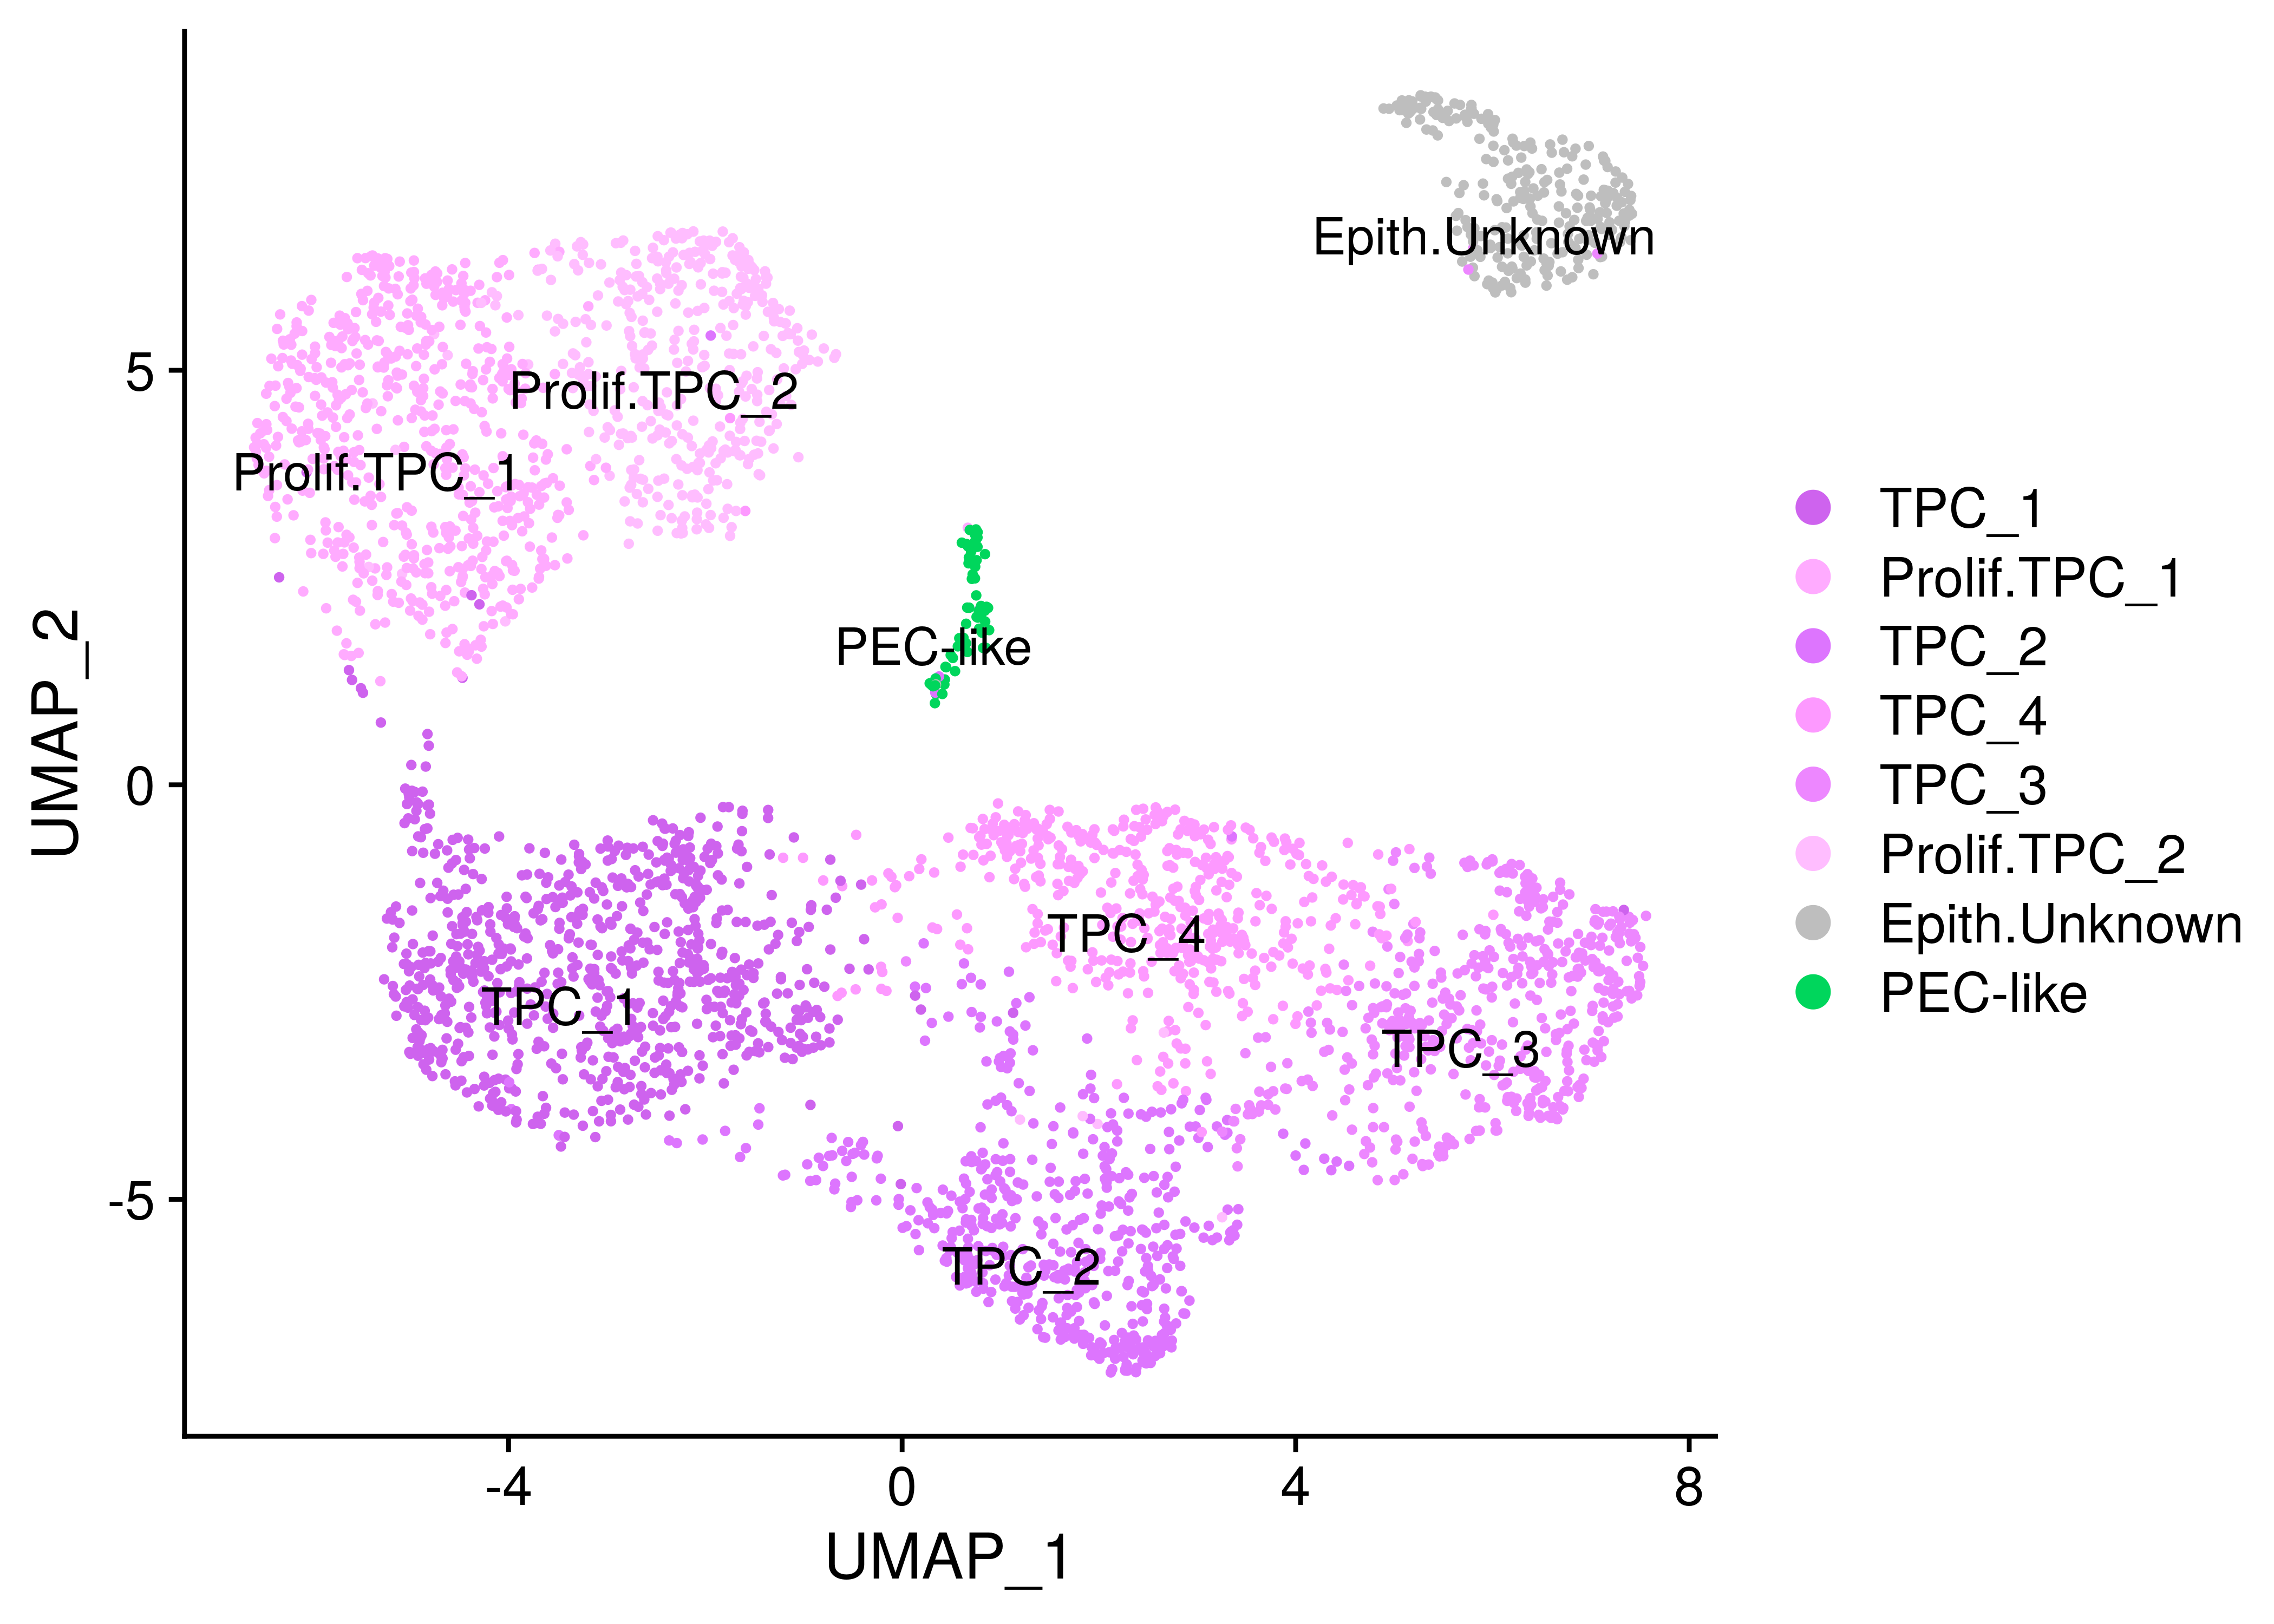 Epith.Unknown
Prolif.TPC_2
Prolif.TPC_1
PEC-like
TPC_4
TPC_1
TPC_3
TPC_2
UMAP_2
5
0
-5
-4
0
4
8
UMAP_1
TPC_1
Prolif.TPC_1
TPC_2
TPC_4
TPC_3
Prolif.TPC_2
Epith.Unknown
PEC-like